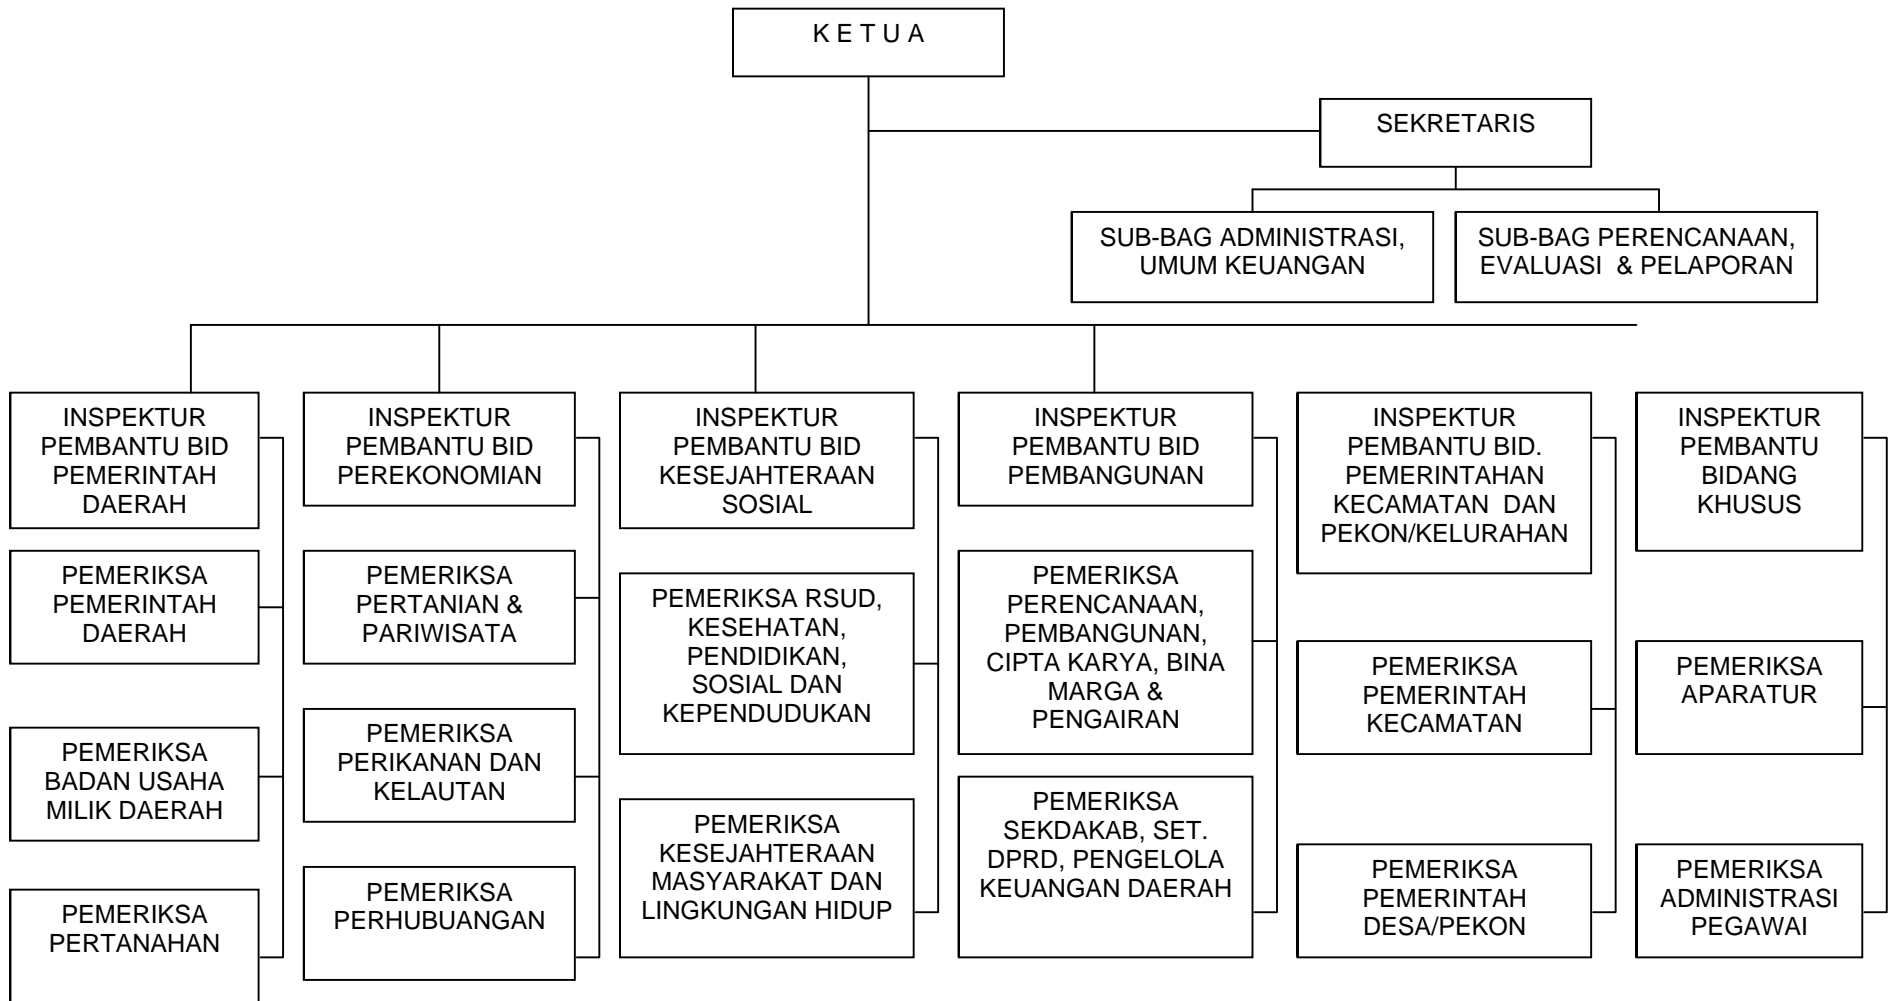 K E T U A
SEKRETARIS
SUB-BAG ADMINISTRASI,
UMUM KEUANGAN
SUB-BAG PERENCANAAN,
EVALUASI & PELAPORAN
INSPEKTUR
PEMBANTU BID
PEMERINTAH
DAERAH
INSPEKTUR
PEMBANTU BID
PEREKONOMIAN
INSPEKTUR
PEMBANTU BID
KESEJAHTERAAN
SOSIAL
INSPEKTUR
PEMBANTU BID
PEMBANGUNAN
INSPEKTUR
PEMBANTU BID.
PEMERINTAHAN
KECAMATAN DAN
PEKON/KELURAHAN
INSPEKTUR
PEMBANTU
BIDANG
KHUSUS
PEMERIKSA
PEMERINTAH
DAERAH
PEMERIKSA
PERTANIAN &
PARIWISATA
PEMERIKSA RSUD,
KESEHATAN,
PENDIDIKAN,
SOSIAL DAN
KEPENDUDUKAN
PEMERIKSA
PERENCANAAN,
PEMBANGUNAN,
CIPTA KARYA, BINA
MARGA &
PENGAIRAN
PEMERIKSA
PEMERINTAH
KECAMATAN
PEMERIKSA
APARATUR
PEMERIKSA
BADAN USAHA
MILIK DAERAH
PEMERIKSA
PERIKANAN DAN
KELAUTAN
PEMERIKSA
KESEJAHTERAAN
MASYARAKAT DAN
LINGKUNGAN HIDUP
PEMERIKSA
SEKDAKAB, SET.
DPRD, PENGELOLA
KEUANGAN DAERAH
PEMERIKSA
PEMERINTAH
DESA/PEKON
PEMERIKSA
ADMINISTRASI
PEGAWAI
PEMERIKSA
PERTANAHAN
PEMERIKSA
PERHUBUANGAN